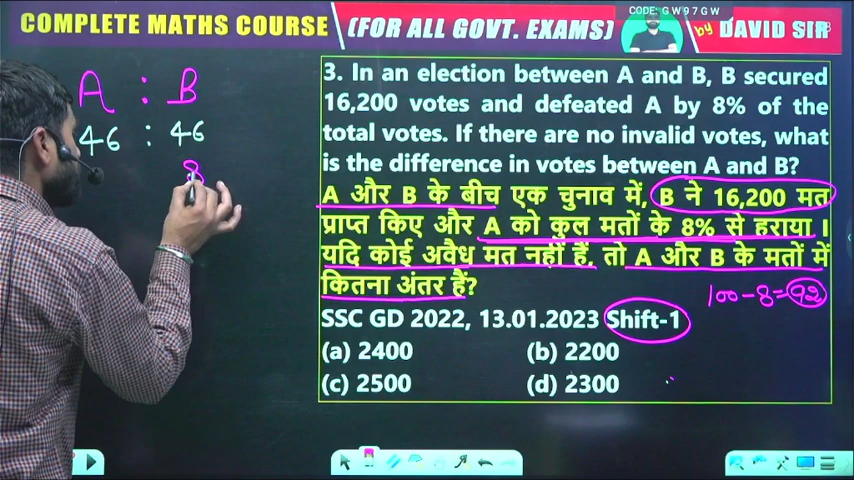 CODE: GW97GW
COMPLETE MATHS COURSE (FOR ALL GOVT. EXAMS) by DAVID SIR
A : B
46 : 46
8
3. In an election between A and B, B secured
16,200 votes and defeated A by 8% of the
total votes. If there are no invalid votes, what
is the difference in votes between A and B?
A और B के बीच एक चुनाव में, B ने 16,200 मत
प्राप्त किए और A को कुल मतों के 8% से हराया ।
यदि कोई अवैध मत नहीं हैं, तो A और B के मतों में
कितना अंतर हैं?
100-8=92
SSC GD 2022, 13.01.2023 Shift-1
(a) 2400 (b) 2200
(c) 2500 (d) 2300